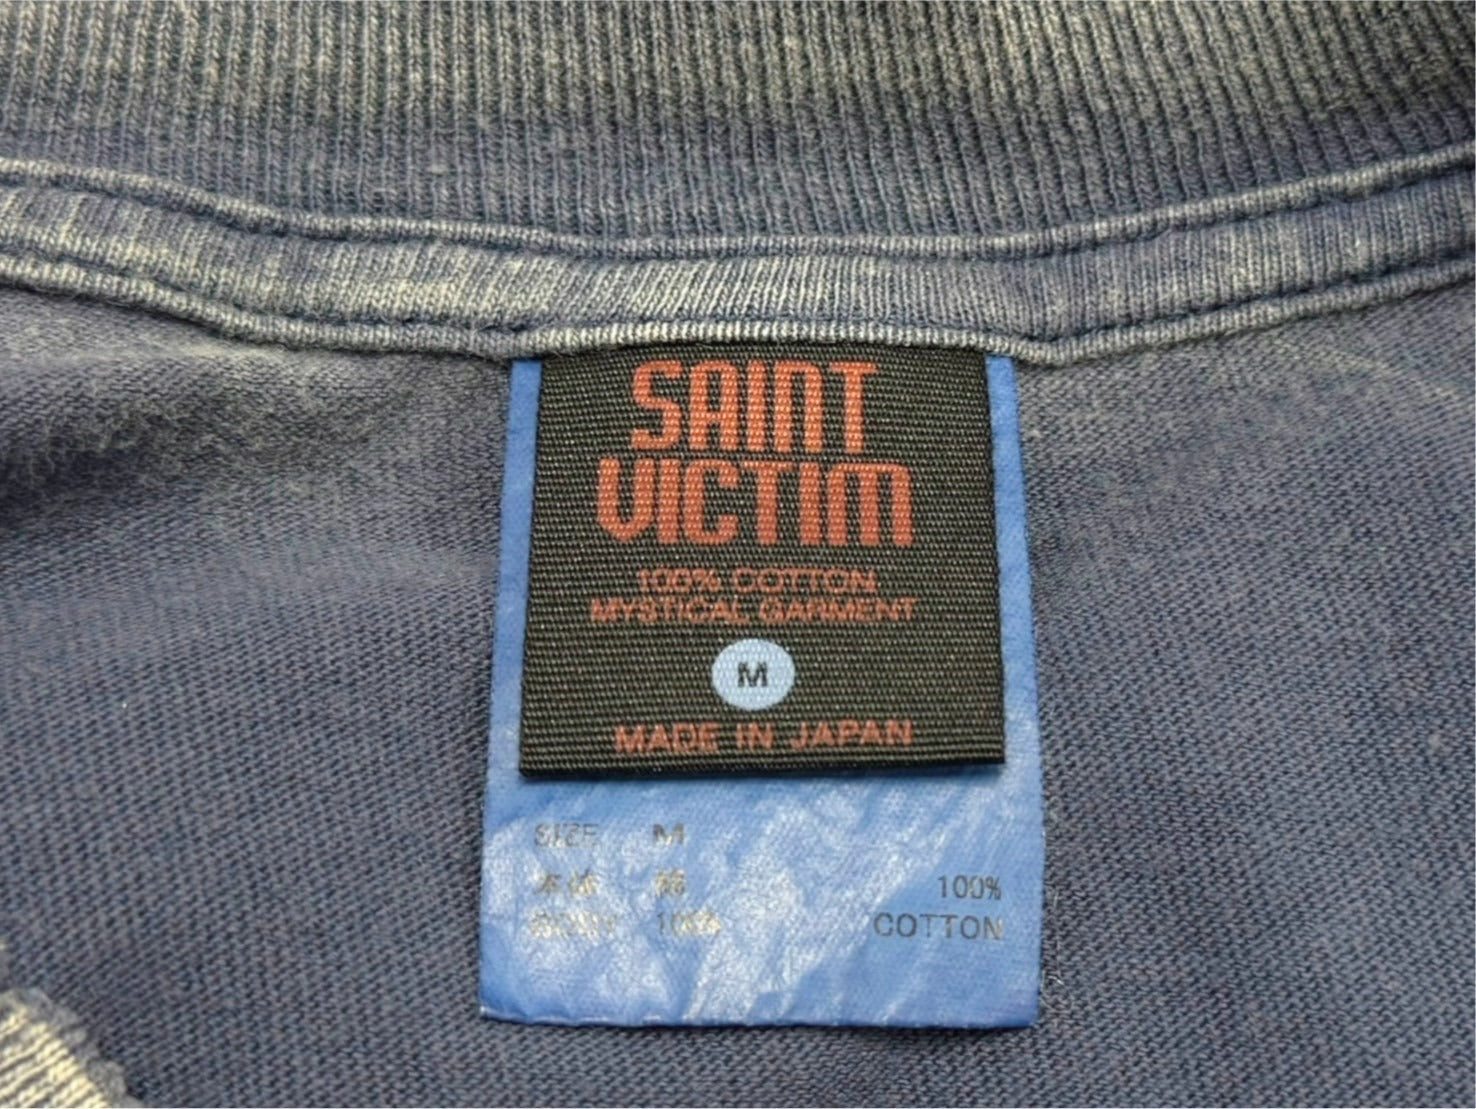 SAINT
VICTIM
100% COTTON
MYSTICAL GARMENT
M
MADE IN JAPAN
SIZE M
本体 綿 100%
BODY 100% COTTON